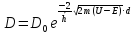 D=D₀e^(-2/ħ · √(2m(U−E)) · d)